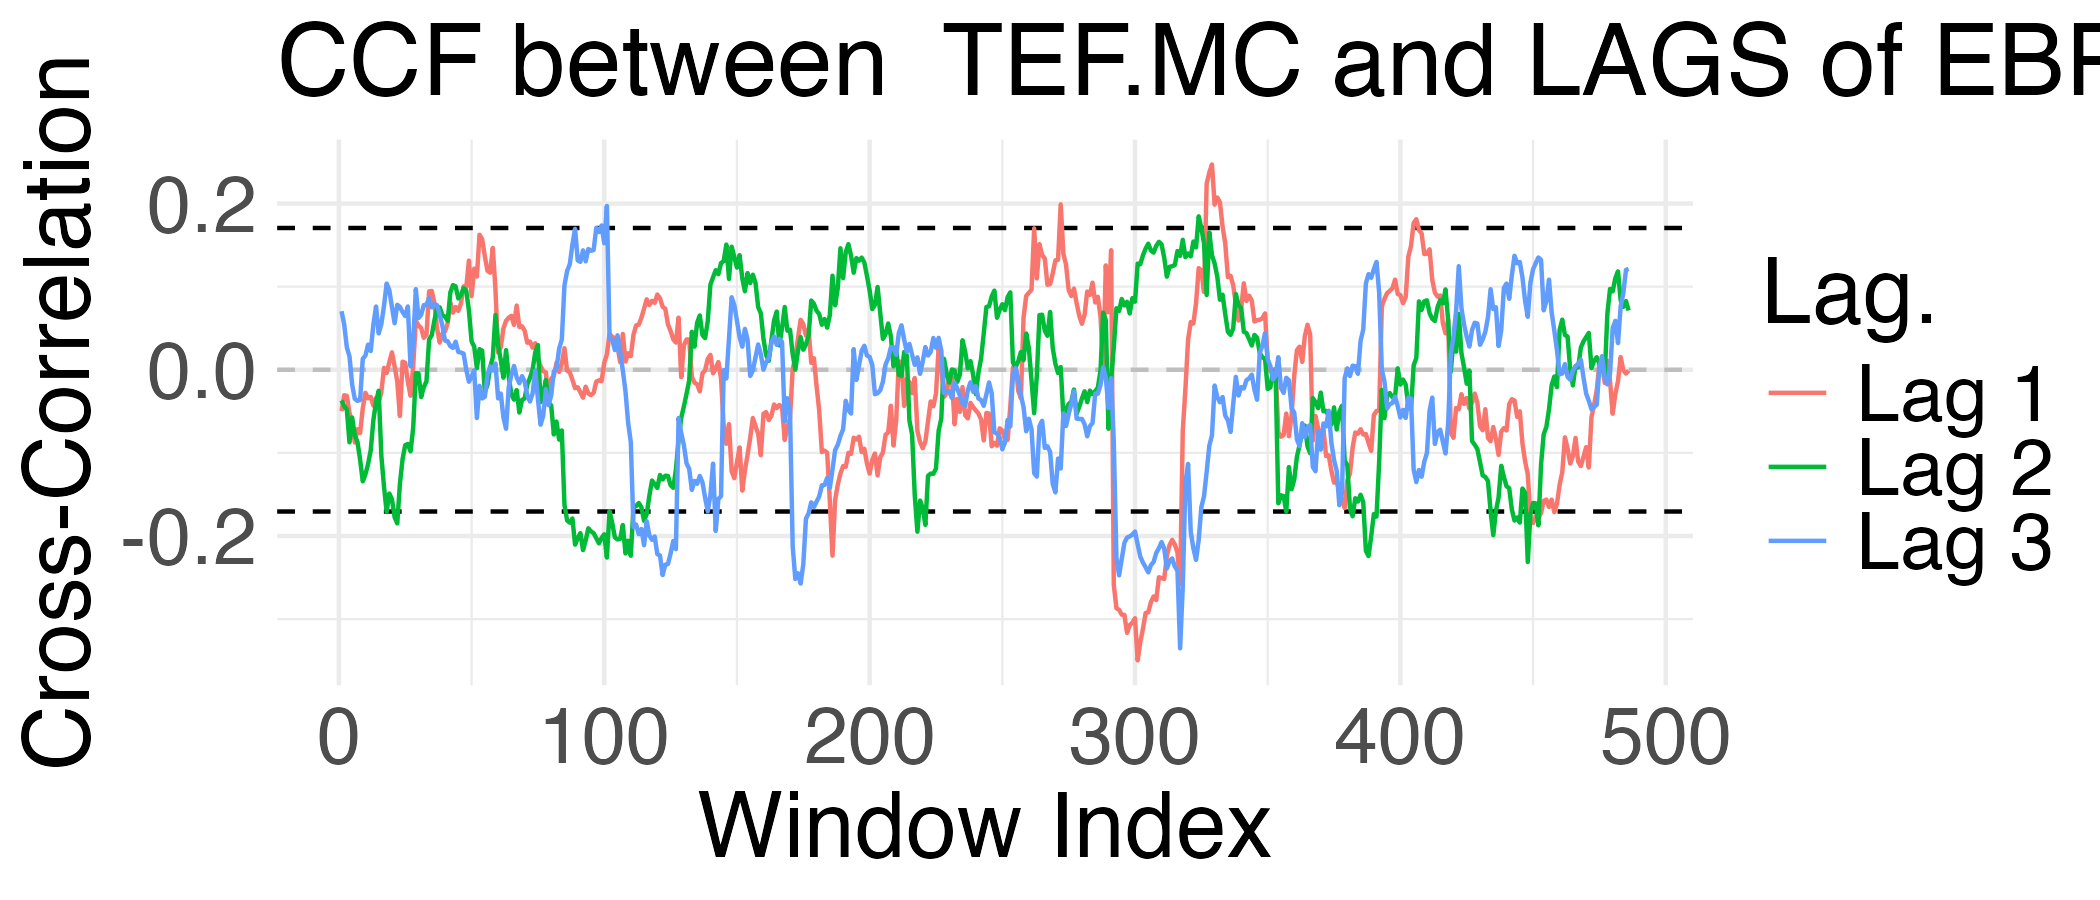 CCF between  TEF.MC and LAGS of
Cross-Correlation
0.2
0.0
-0.2
0
100
200
300
400
500
Window Index
Lag.
Lag 1
Lag 2
Lag 3